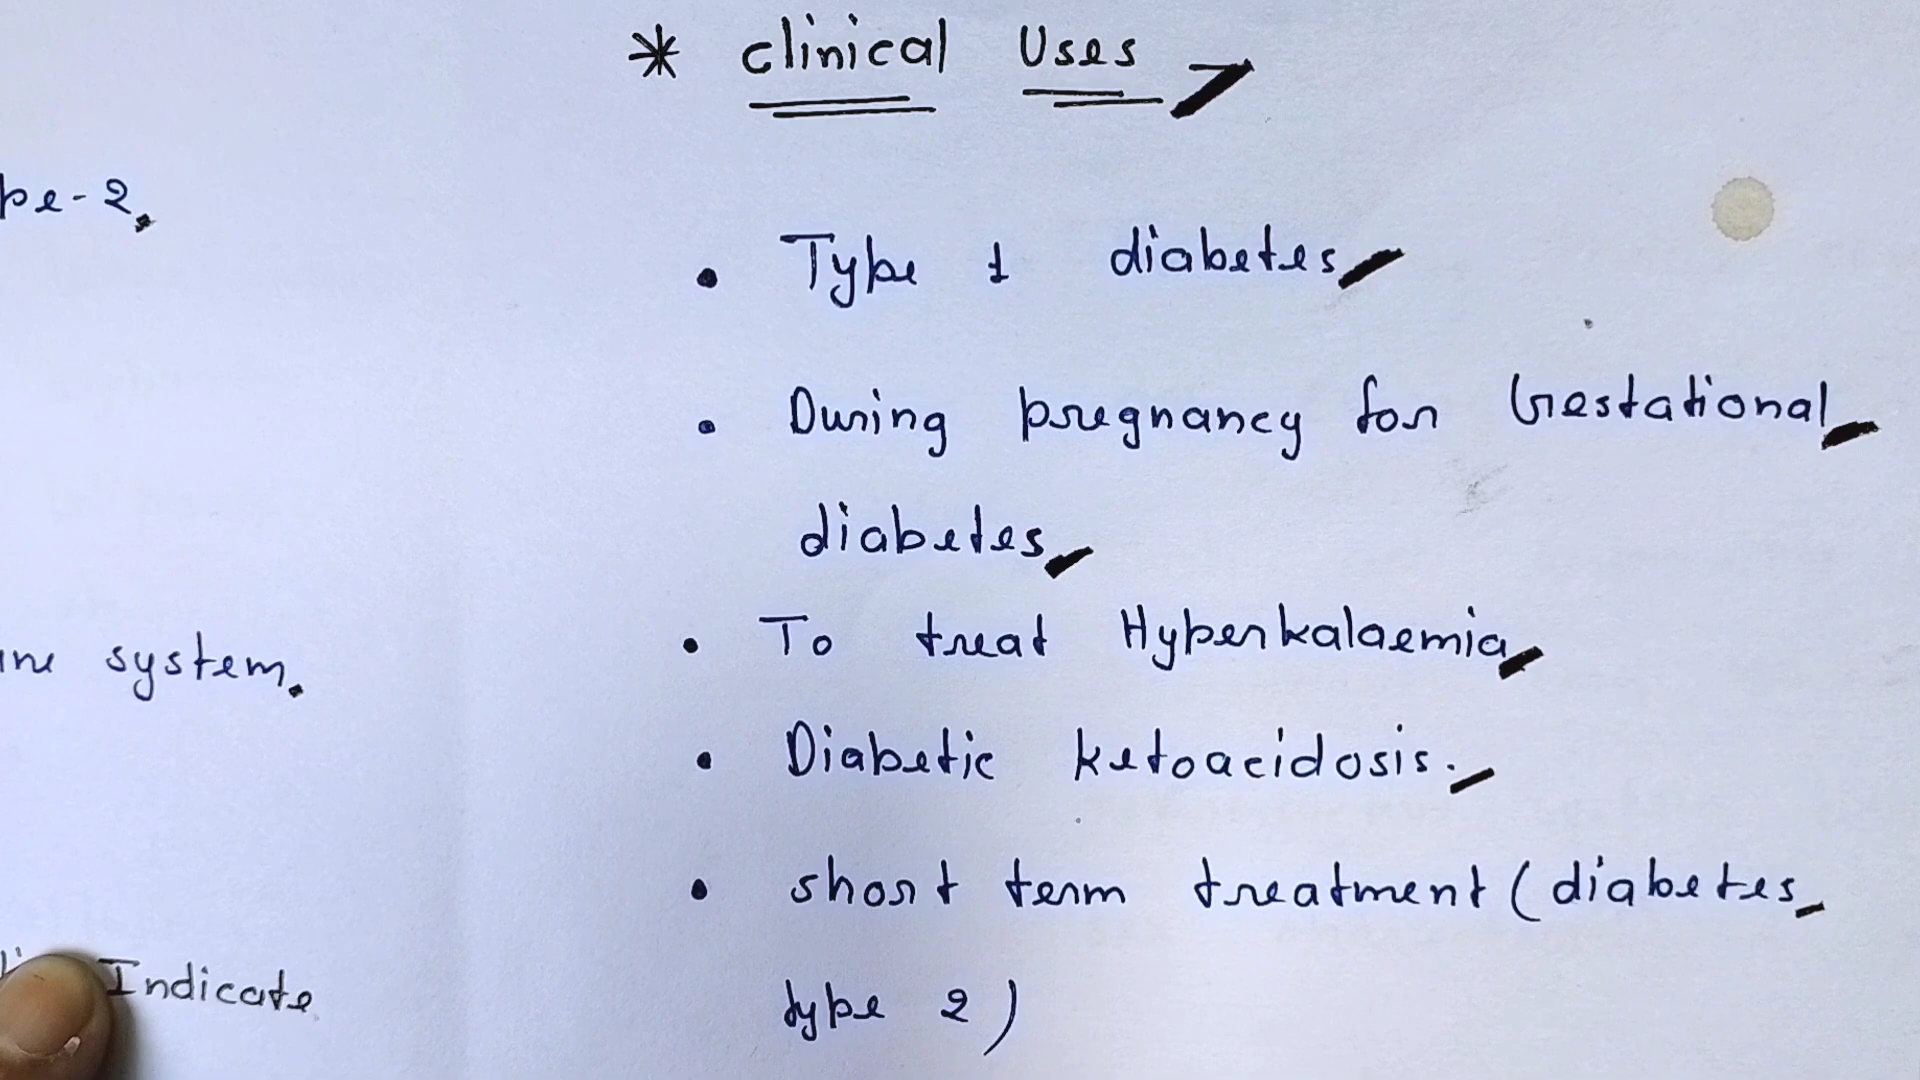 * Clinical Uses
Type 1 diabetes
During pregnancy for Gestational
diabetes
To treat Hyperkalaemia
Diabetic ketoacidosis.
short term treatment (diabetes
type 2)
pe-2.
system.
Indicate